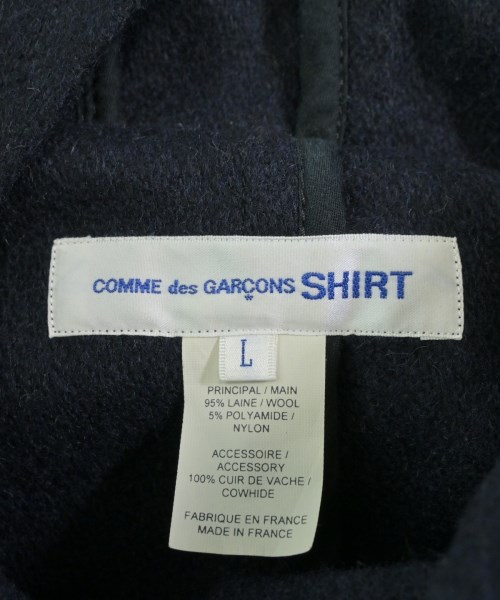 COMME des GARÇONS SHIRT
L
PRINCIPAL / MAIN
95% LAINE / WOOL
5% POLYAMIDE /
NYLON
ACCESSOIRE /
ACCESSORY
100% CUIR DE VACHE /
COWHIDE
FABRIQUE EN FRANCE
MADE IN FRANCE